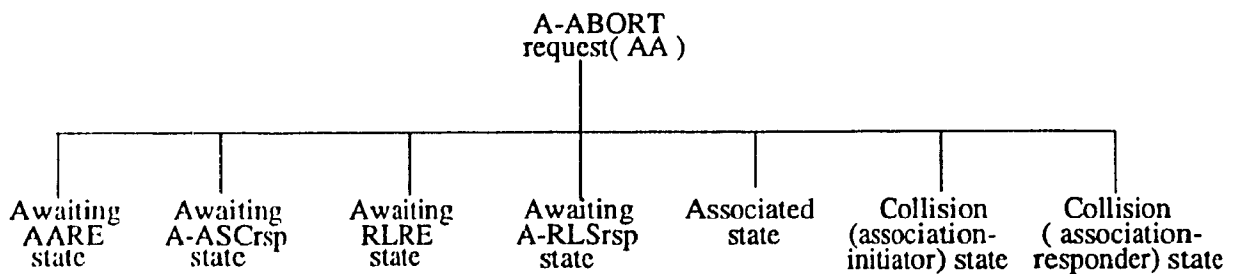 A-ABORT
request( AA )
Awaiting
AARE
state
Awaiting
A-ASCrsp
state
Awaiting
RLRE
state
Awaiting
A-RLSrsp
state
Associated
state
Collision
(association-
initiator) state
Collision
( association-
responder) state